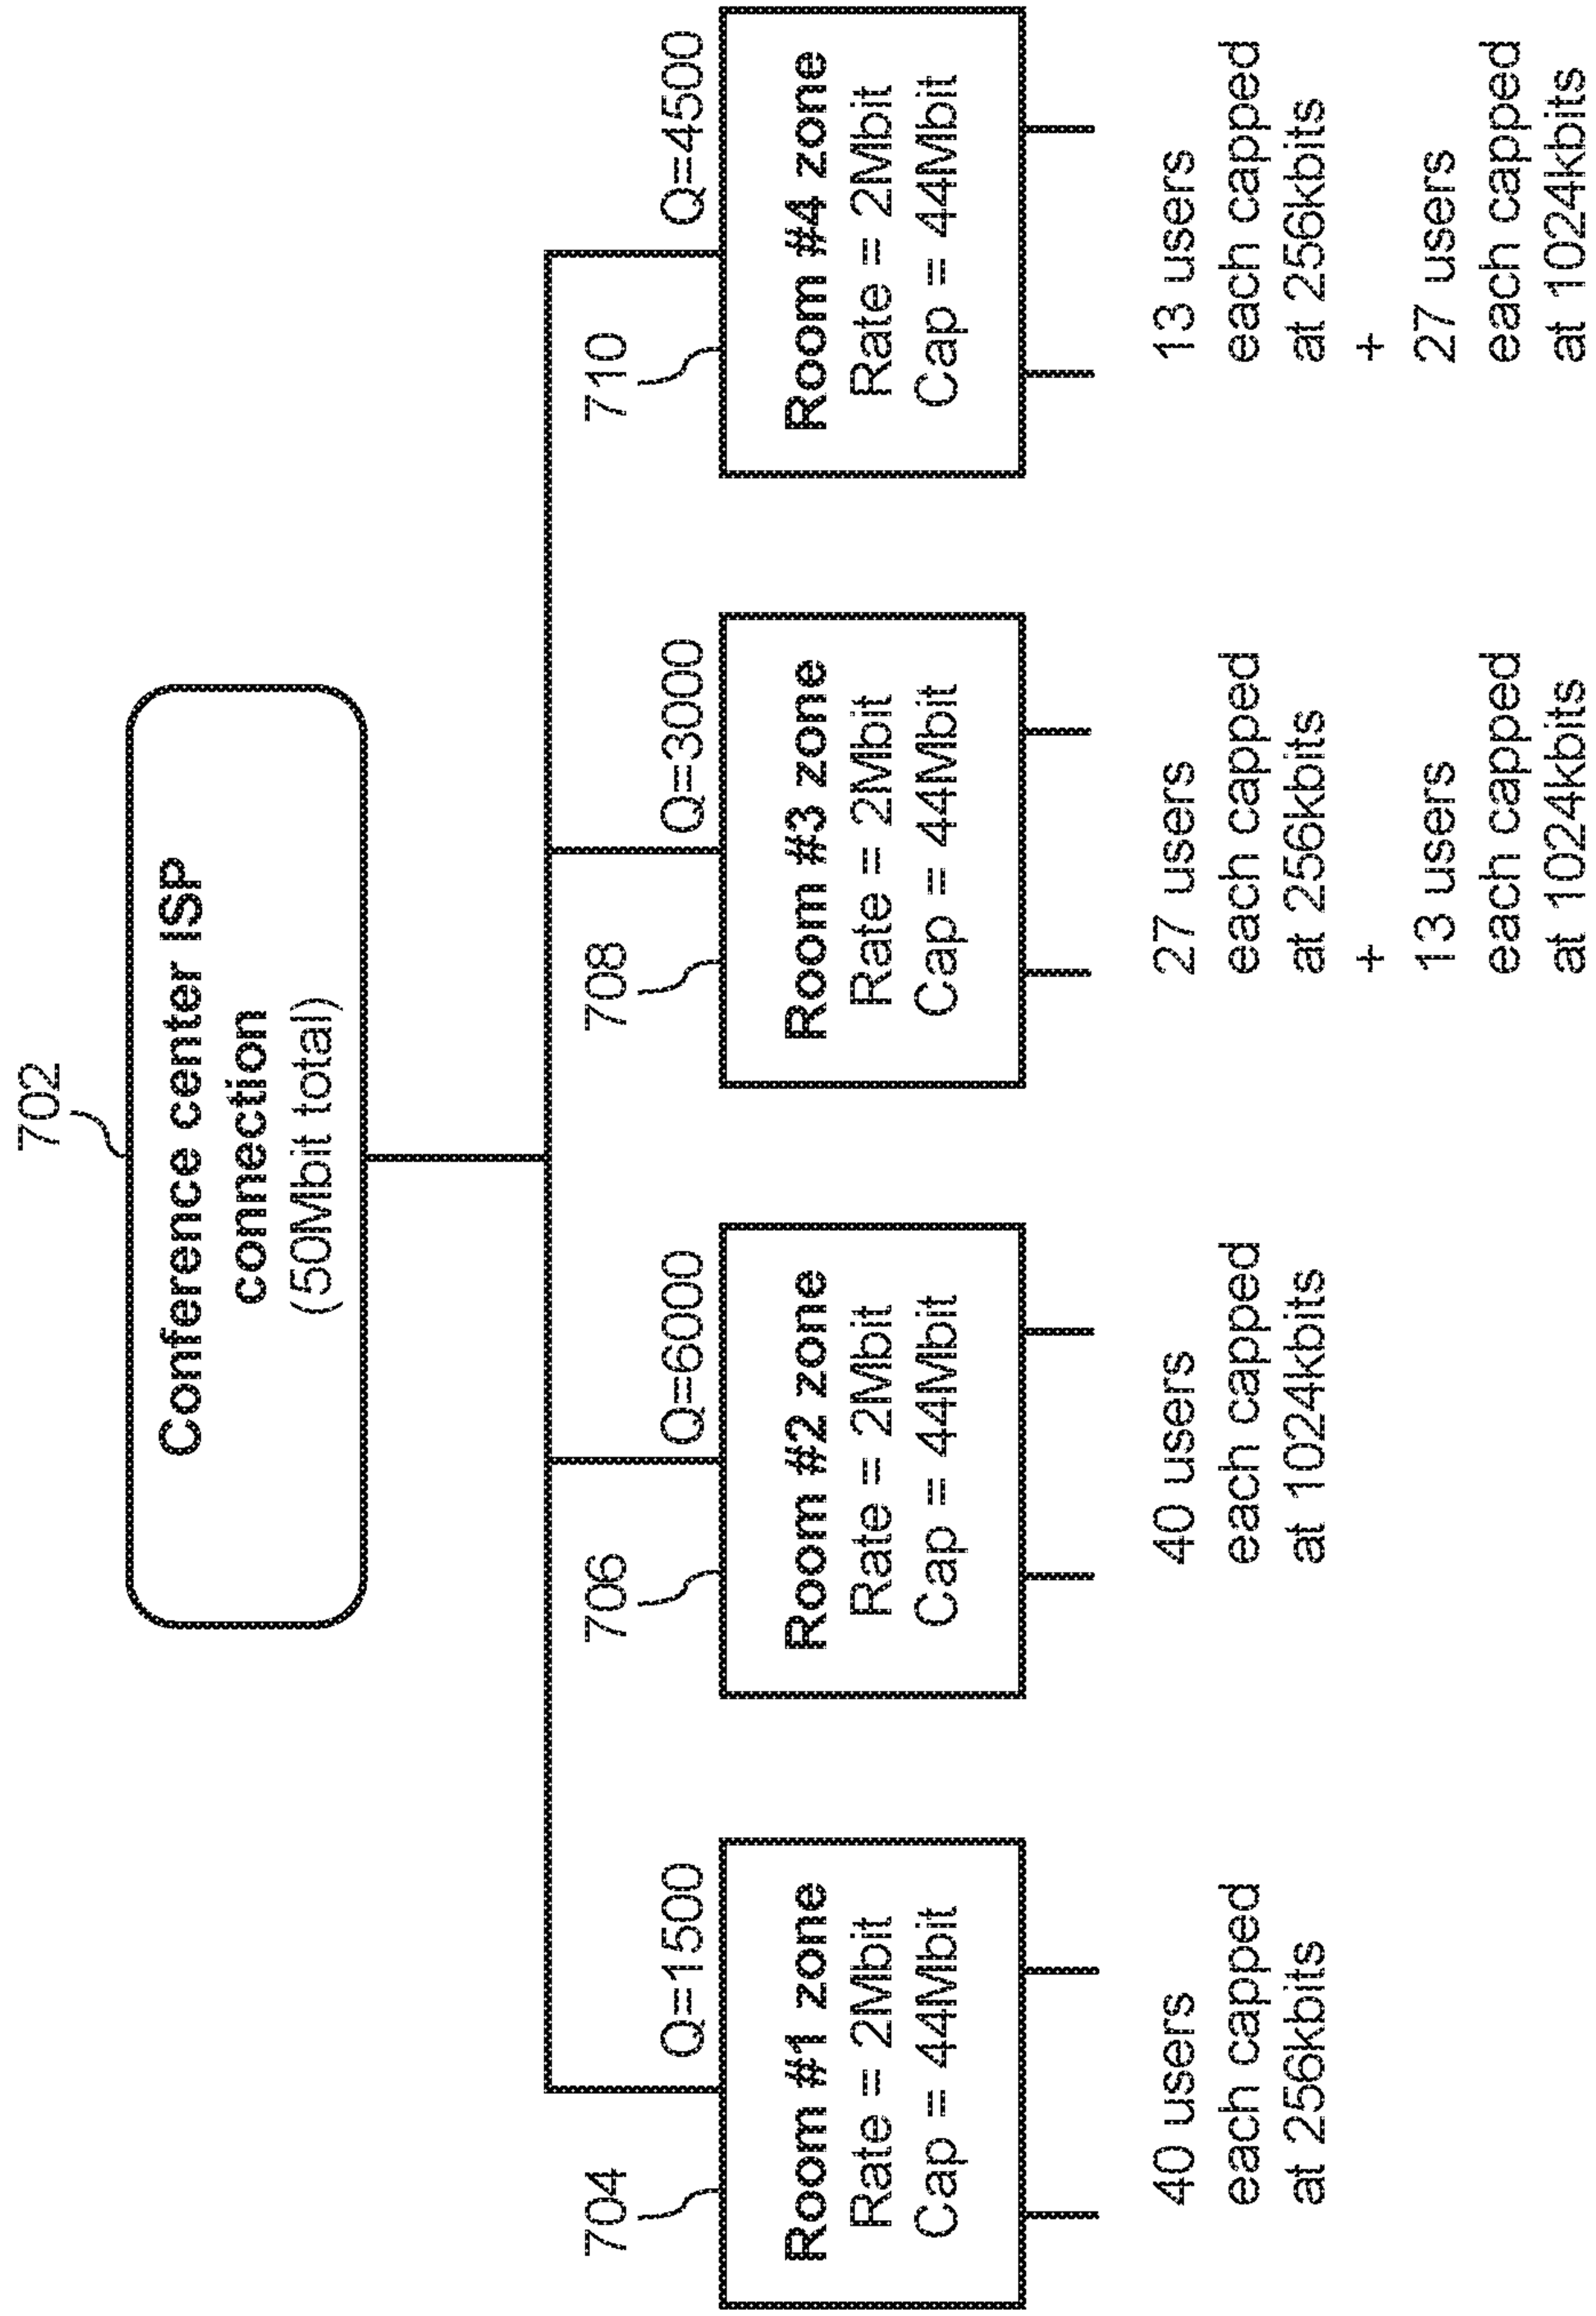 702
Conference center ISP
connection
(50Mbit total)
704
Q=1500
Room #1 zone
Rate = 2Mbit
Cap = 44Mbit
40 users
each capped
at 256kbits
706
Q=6000
Room #2 zone
Rate = 2Mbit
Cap = 44Mbit
40 users
each capped
at 1024kbits
708
Q=3000
Room #3 zone
Rate = 2Mbit
Cap = 44Mbit
27 users
each capped
at 256kbits
+
13 users
each capped
at 1024kbits
710
Q=4500
Room #4 zone
Rate = 2Mbit
Cap = 44Mbit
13 users
each capped
at 256kbits
+
27 users
each capped
at 1024kbits